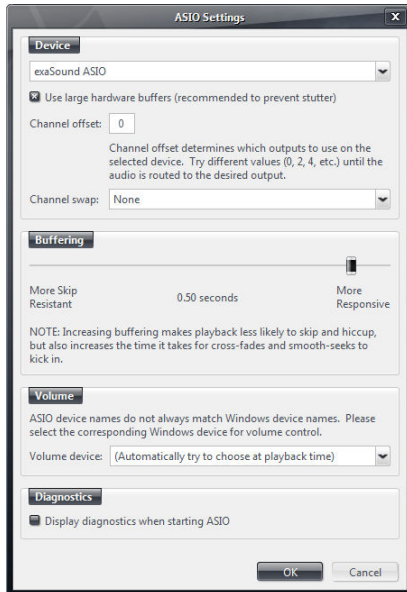 ASIO Settings
Device
exaSound ASIO
Use large hardware buffers (recommended to prevent stutter)
Channel offset: 0
Channel offset determines which outputs to use on the
selected device. Try different values (0, 2, 4, etc.) until the
audio is routed to the desired output.
Channel swap: None
Buffering
More Skip
Resistant
0.50 seconds
More
Responsive
NOTE: Increasing buffering makes playback less likely to skip and hiccup,
but also increases the time it takes for cross-fades and smooth-seeks to
kick in.
Volume
ASIO device names do not always match Windows device names. Please
select the corresponding Windows device for volume control.
Volume device: (Automatically try to choose at playback time)
Diagnostics
Display diagnostics when starting ASIO
OK Cancel